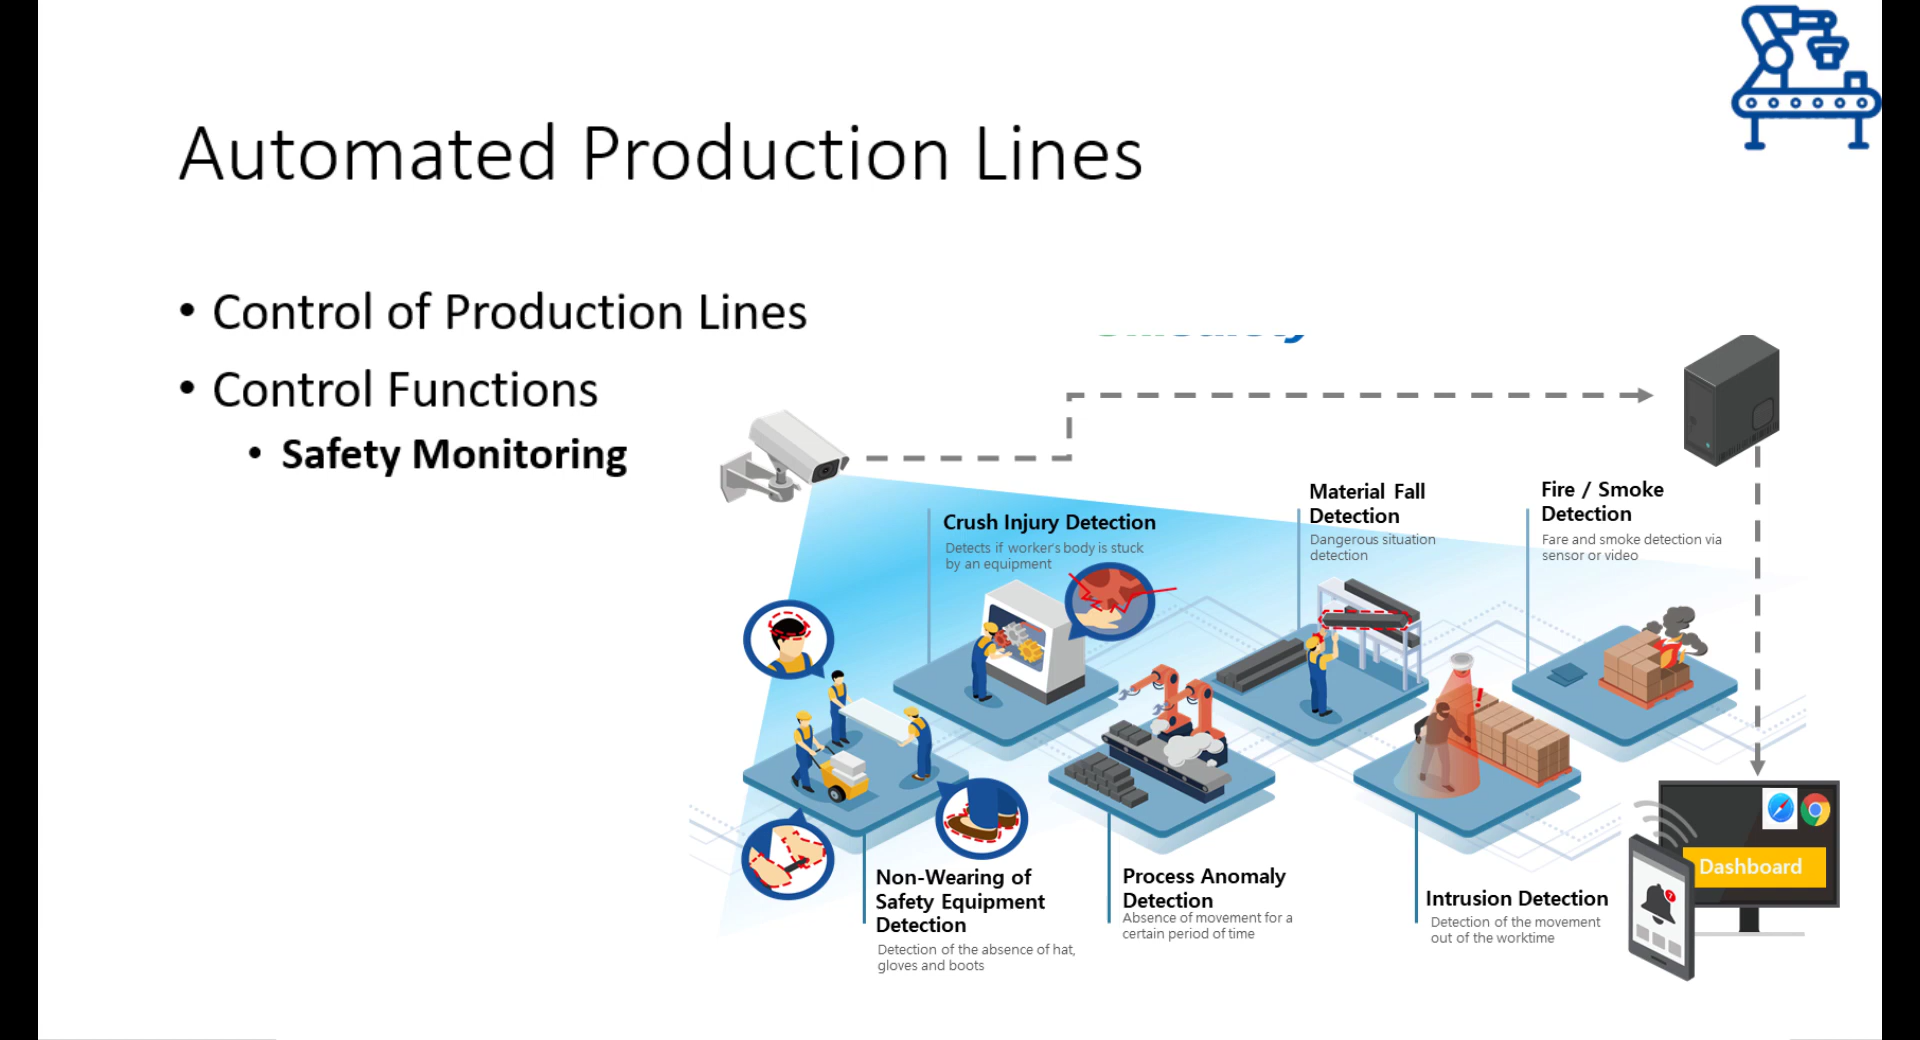 Automated Production Lines
• Control of Production Lines
• Control Functions
• Safety Monitoring
Crush Injury Detection
Detects if worker's body is stuck
by an equipment
Material Fall
Detection
Dangerous situation
detection
Fire / Smoke
Detection
Fare and smoke detection via
sensor or video
Non-Wearing of
Safety Equipment
Detection
Detection of the absence of hat,
gloves and boots
Process Anomaly
Detection
Absence of movement for a
certain period of time
Intrusion Detection
Detection of the movement
out of the worktime
Dashboard